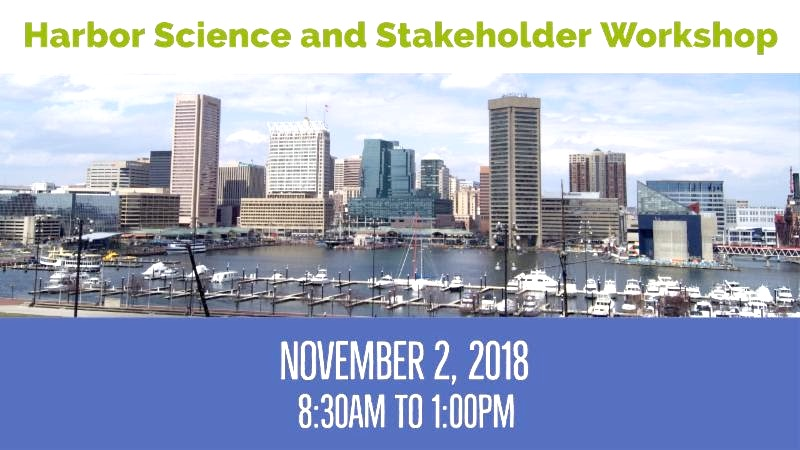 Harbor Science and Stakeholder Workshop
NOVEMBER 2, 2018
8:30AM TO 1:00PM